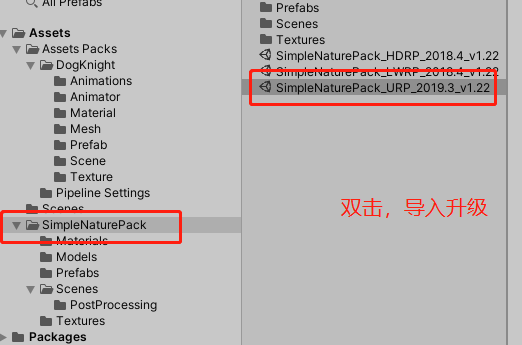 All Prefabs
Assets
Assets Packs
DogKnight
Animations
Animator
Material
Mesh
Prefab
Scene
Texture
Pipeline Settings
Scenes
SimpleNaturePack
Materials
Models
Prefabs
Scenes
PostProcessing
Textures
Packages
Prefabs
Scenes
Textures
SimpleNaturePack_HDRP_2018.4_v1.22
SimpleNaturePack_LWRP_2018.4_v1.22
SimpleNaturePack_URP_2019.3_v1.22
双击，导入升级